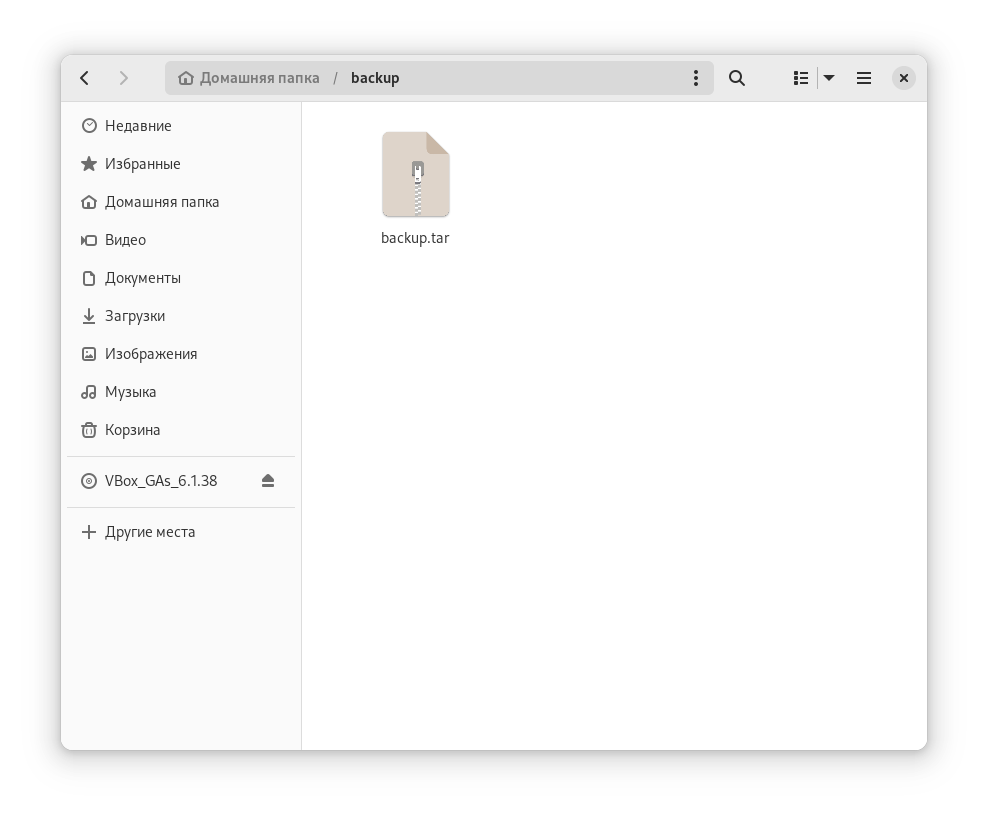 Домашняя папка / backup
Недавние
Избранные
Домашняя папка
Видео
Документы
Загрузки
Изображения
Музыка
Корзина
VBox_GAs_6.1.38
Другие места
backup.tar